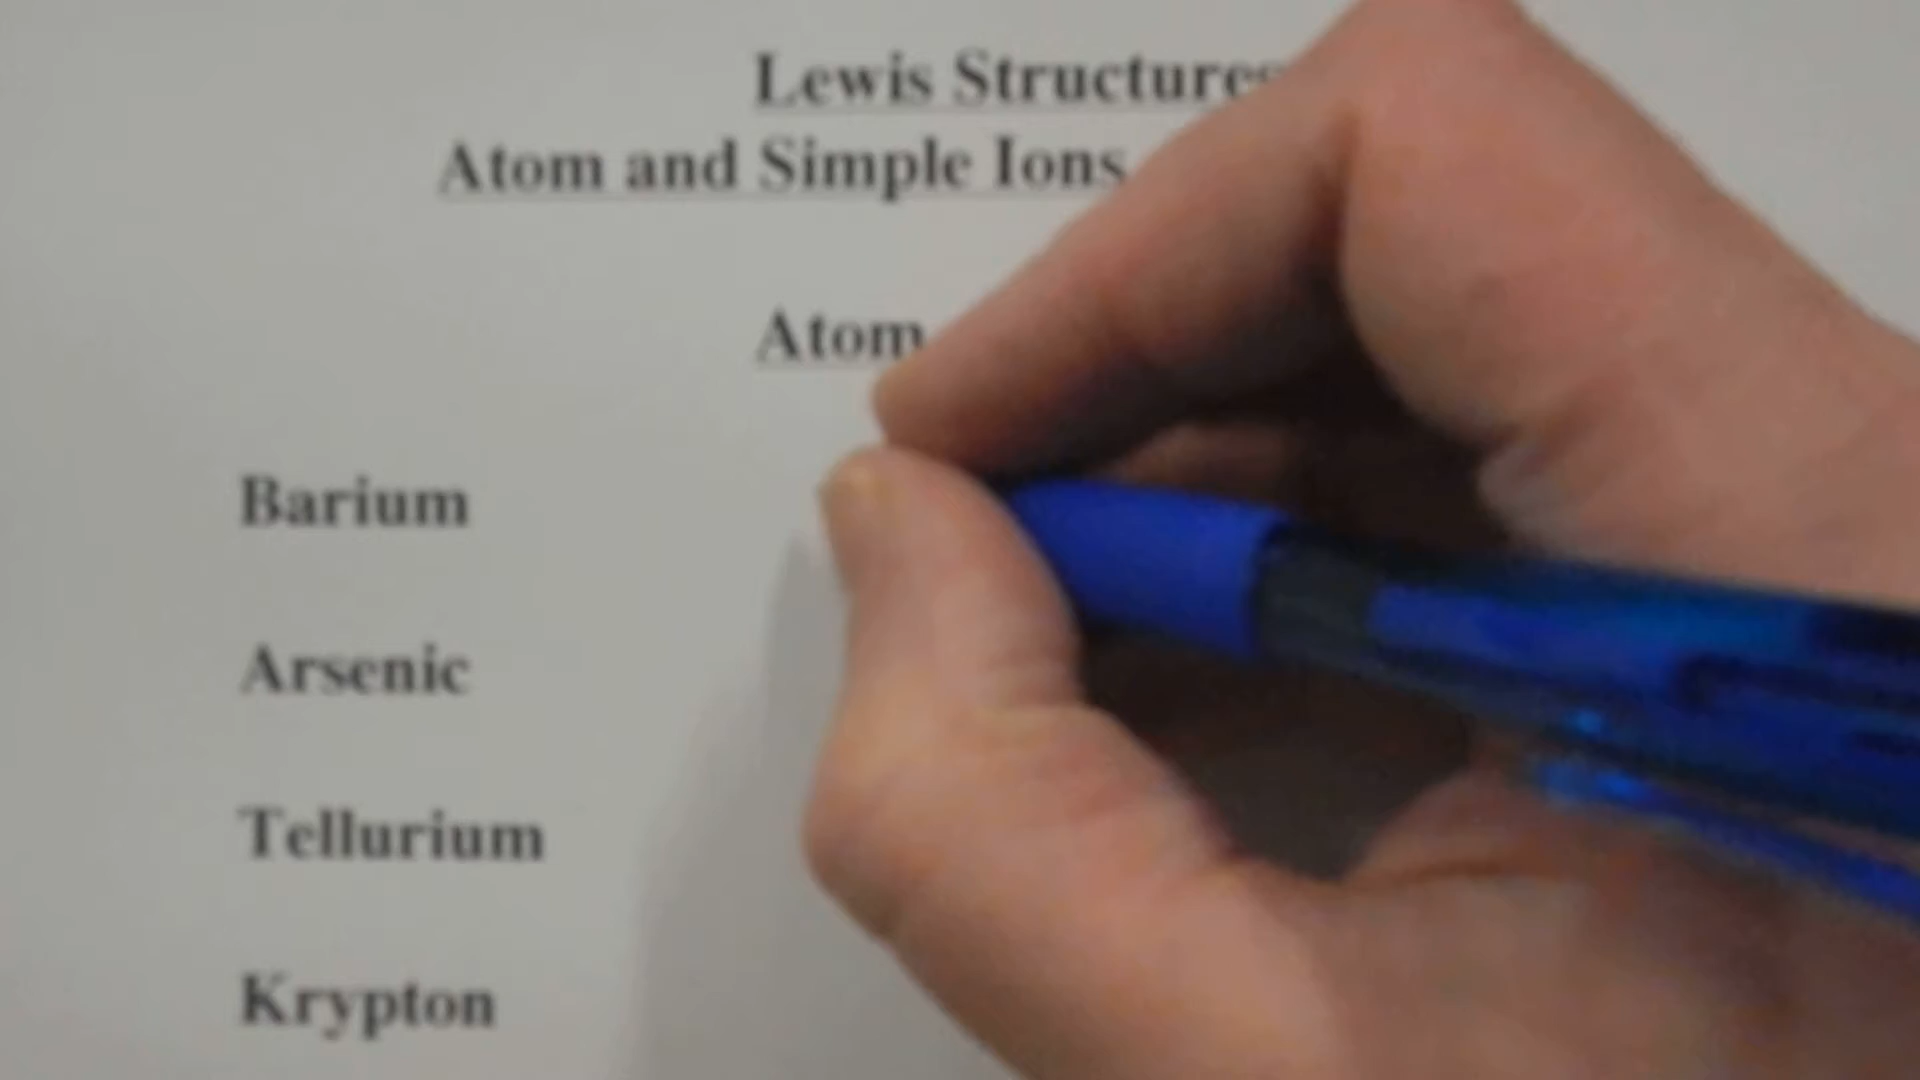 Lewis Structures
Atom and Simple Ions
Atom
Barium
Arsenic
Tellurium
Krypton